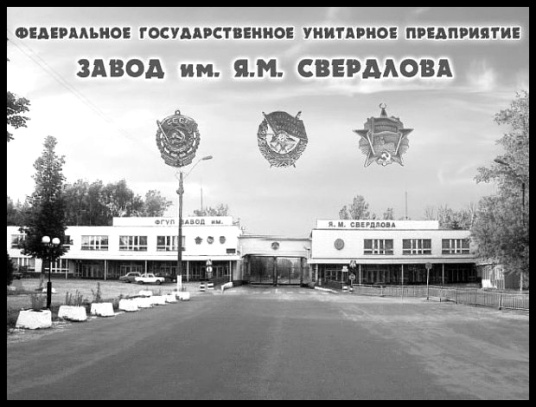 ФЕДЕРАЛЬНОЕ ГОСУДАРСТВЕННОЕ УНИТАРНОЕ ПРЕДПРИЯТИЕ
ЗАВОД им. Я.М. СВЕРДЛОВА
ФГУП ЗАВОД ИМ.
Я. М. СВЕРДЛОВА